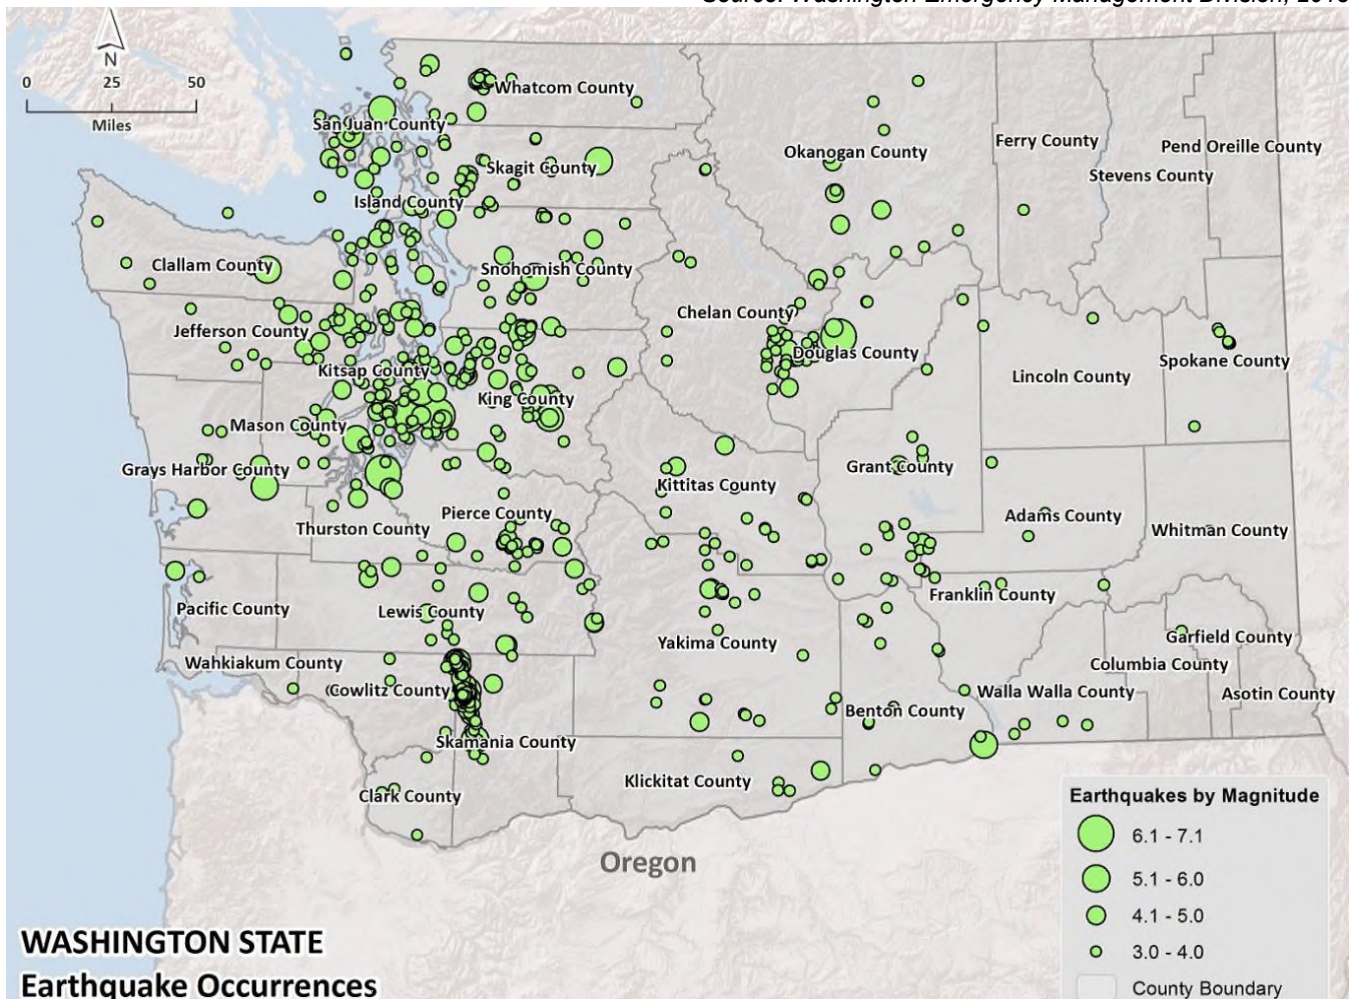 Source: Washington Emergency Management Division,
N
0 25 50
Miles
Whatcom County
San Juan County
Skagit County
Island County
Okanogan County
Ferry County
Pend Oreille County
Stevens County
Clallam County
Snohomish County
Chelan County
Jefferson County
Douglas County
Spokane County
Kitsap County
Lincoln County
King County
Mason County
Grays Harbor County
Grant County
Kittitas County
Pierce County
Adams County
Thurston County
Whitman County
Franklin County
Pacific County
Lewis County
Garfield County
Yakima County
Wahkiakum County
Columbia County
Cowlitz County
Walla Walla County
Asotin County
Benton County
Skamania County
Klickitat County
Clark County
Oregon
Earthquakes by Magnitude
6.1 - 7.1
5.1 - 6.0
4.1 - 5.0
3.0 - 4.0
County Boundary
WASHINGTON STATE
Earthquake Occurrences